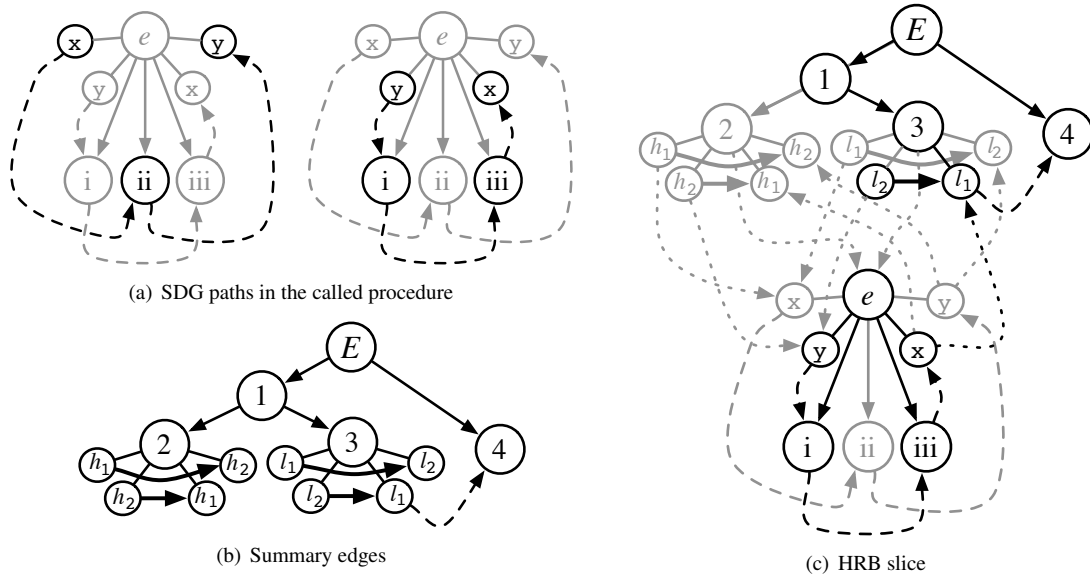 x e y
y x
i ii iii
x e y
y x
i ii iii
(a) SDG paths in the called procedure
E
1
2 3 4
h₁ h₂ l₁ l₂
h₂ h₁ l₂ l₁
(b) Summary edges
E
1
2 3 4
h₁ h₂ l₁ l₂
h₂ h₁ l₂ l₁
x e y
y x
i ii iii
(c) HRB slice